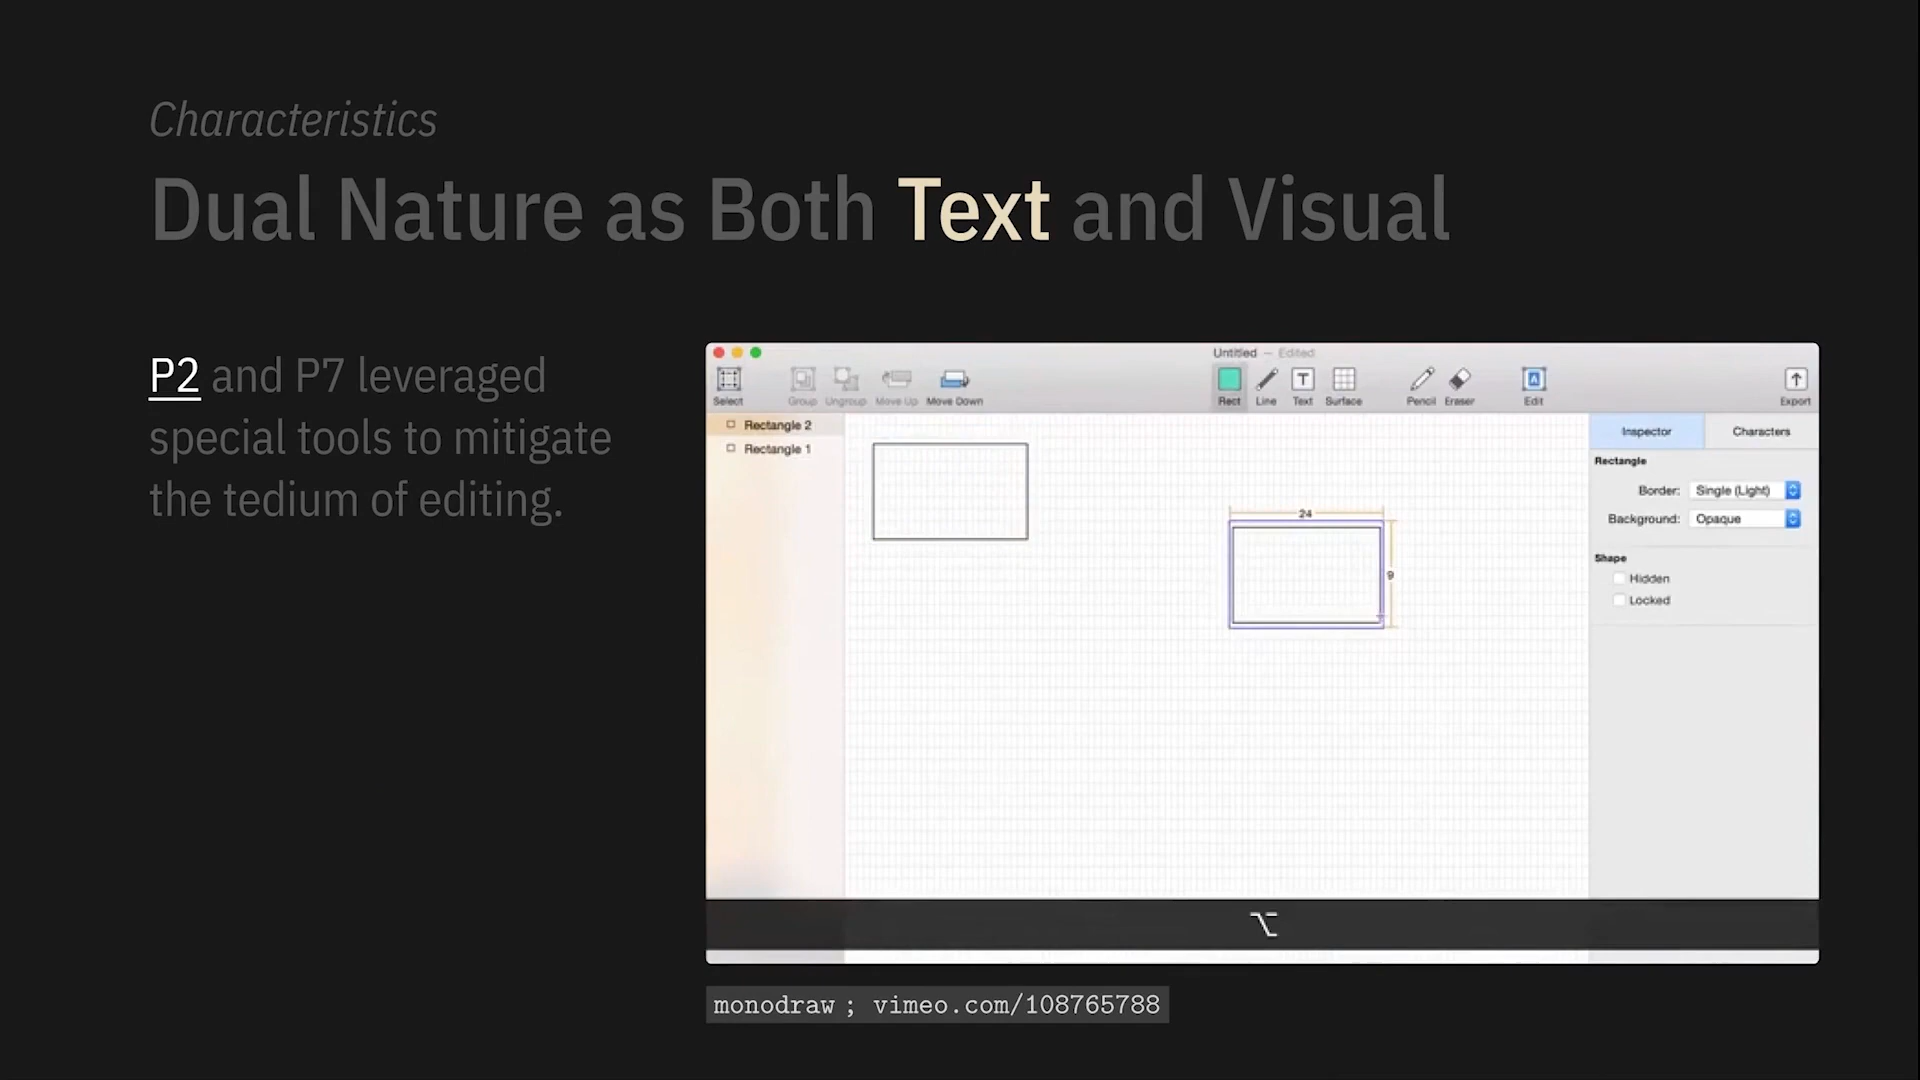 Characteristics
Dual Nature as Both Text and Visual
P2 and P7 leveraged
special tools to mitigate
the tedium of editing.
Untitled — Edited
Select Group Ungroup Move Up Move Down Rect Line Text Surface Pencil Eraser Edit Export
Rectangle 2
Rectangle 1
24
9
Inspector Characters
Rectangle
Border: Single (Light)
Background: Opaque
Shape
Hidden
Locked
⌥
monodraw ; vimeo.com/108765788